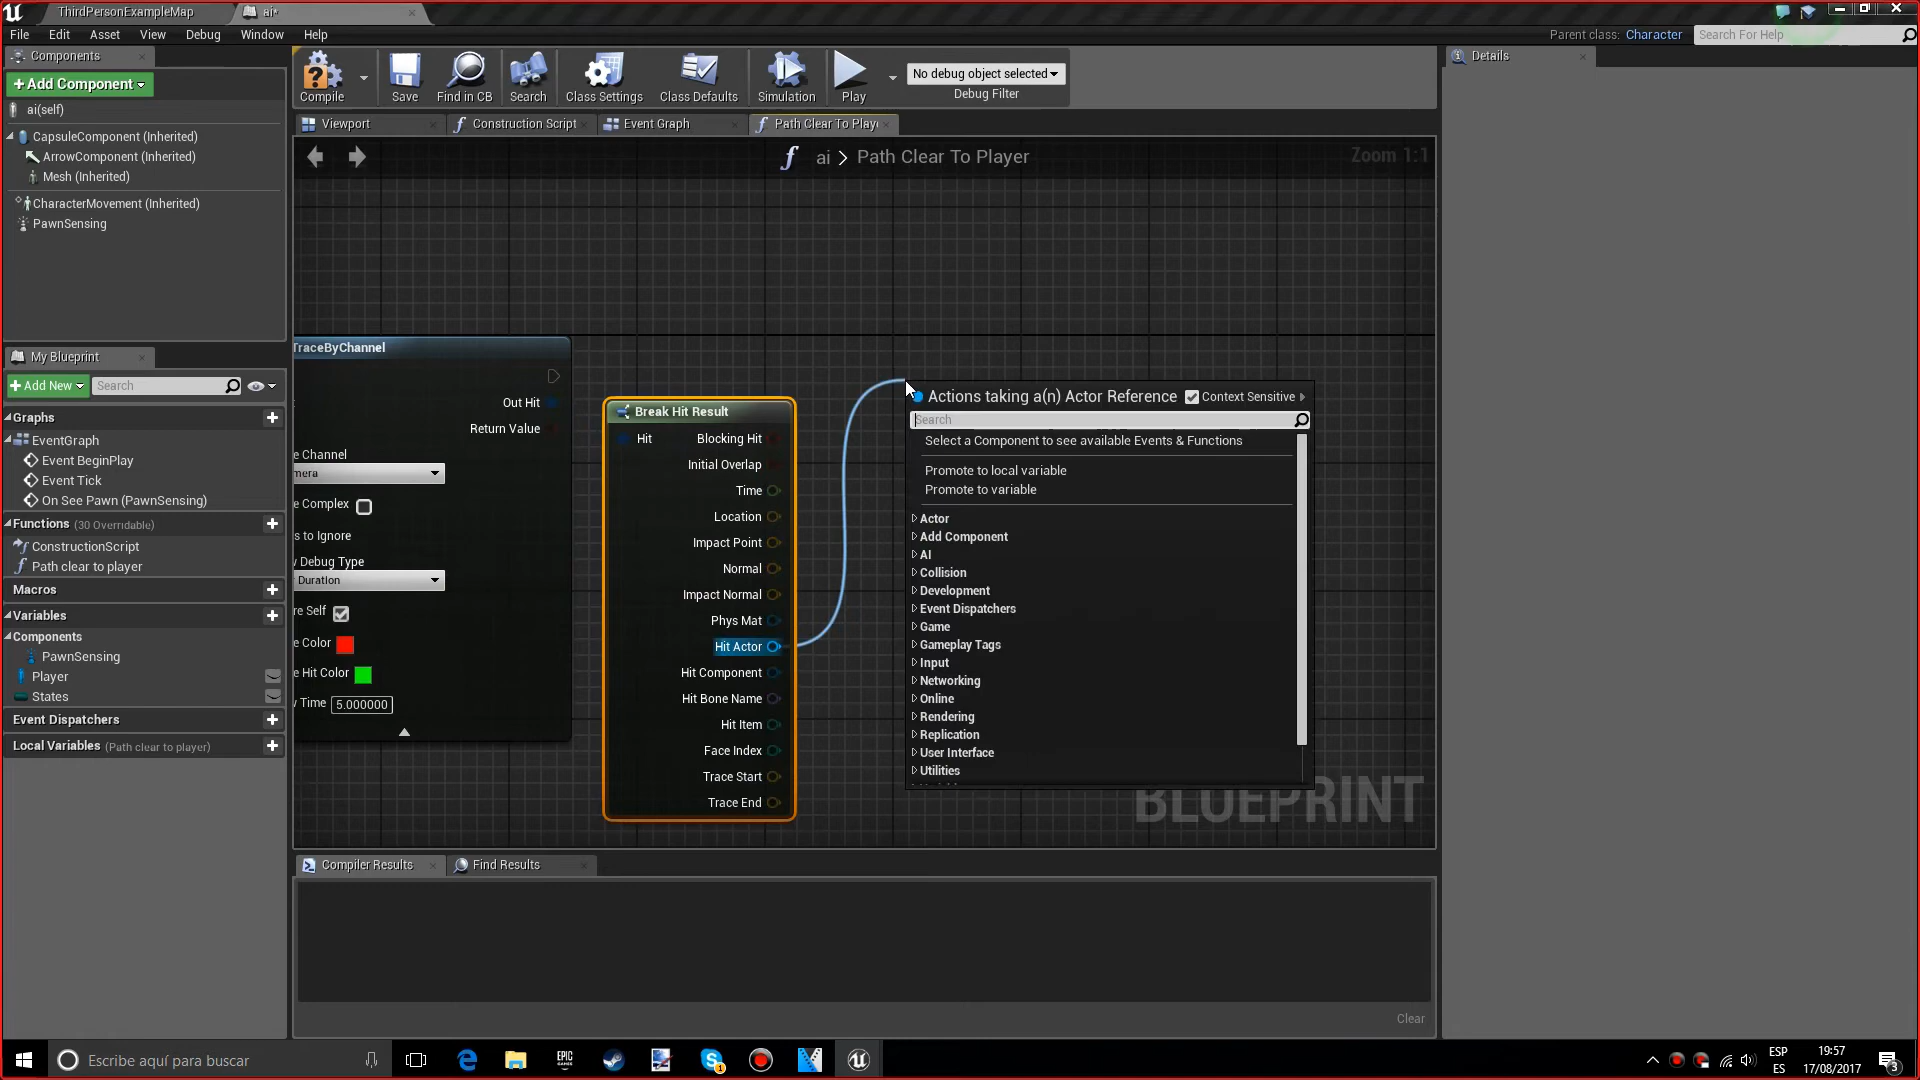 ThirdPersonExampleMap
ai*
File Edit Asset View Debug Window Help
Parent class: Character
Search For Help
Components
Add Component
ai(self)
CapsuleComponent (Inherited)
ArrowComponent (Inherited)
Mesh (Inherited)
CharacterMovement (Inherited)
PawnSensing
Compile
Save
Find in CB
Search
Class Settings
Class Defaults
Simulation
Play
No debug object selected
Debug Filter
Details
Viewport
Construction Script
Event Graph
Path Clear To Playe
ai > Path Clear To Player
Zoom 1:1
My Blueprint
Add New
Search
Graphs
EventGraph
Event BeginPlay
Event Tick
On See Pawn (PawnSensing)
Functions (30 Overridable)
ConstructionScript
Path clear to player
Macros
Variables
Components
PawnSensing
Player
States
Event Dispatchers
Local Variables (Path clear to player)
TraceByChannel
Out Hit
Return Value
e Channel
mera
e Complex
s to Ignore
v Debug Type
Duration
re Self
e Color
e Hit Color
v Time 5.000000
Break Hit Result
Hit
Blocking Hit
Initial Overlap
Time
Location
Impact Point
Normal
Impact Normal
Phys Mat
Hit Actor
Hit Component
Hit Bone Name
Hit Item
Face Index
Trace Start
Trace End
Actions taking a(n) Actor Reference
Context Sensitive
Search
Select a Component to see available Events & Functions
Promote to local variable
Promote to variable
Actor
Add Component
AI
Collision
Development
Event Dispatchers
Game
Gameplay Tags
Input
Networking
Online
Rendering
Replication
User Interface
Utilities
BLUEPRINT
Compiler Results
Find Results
Clear
Escribe aquí para buscar
EPIC
GAMES
1
ESP
ES
19:57
17/08/2017
3